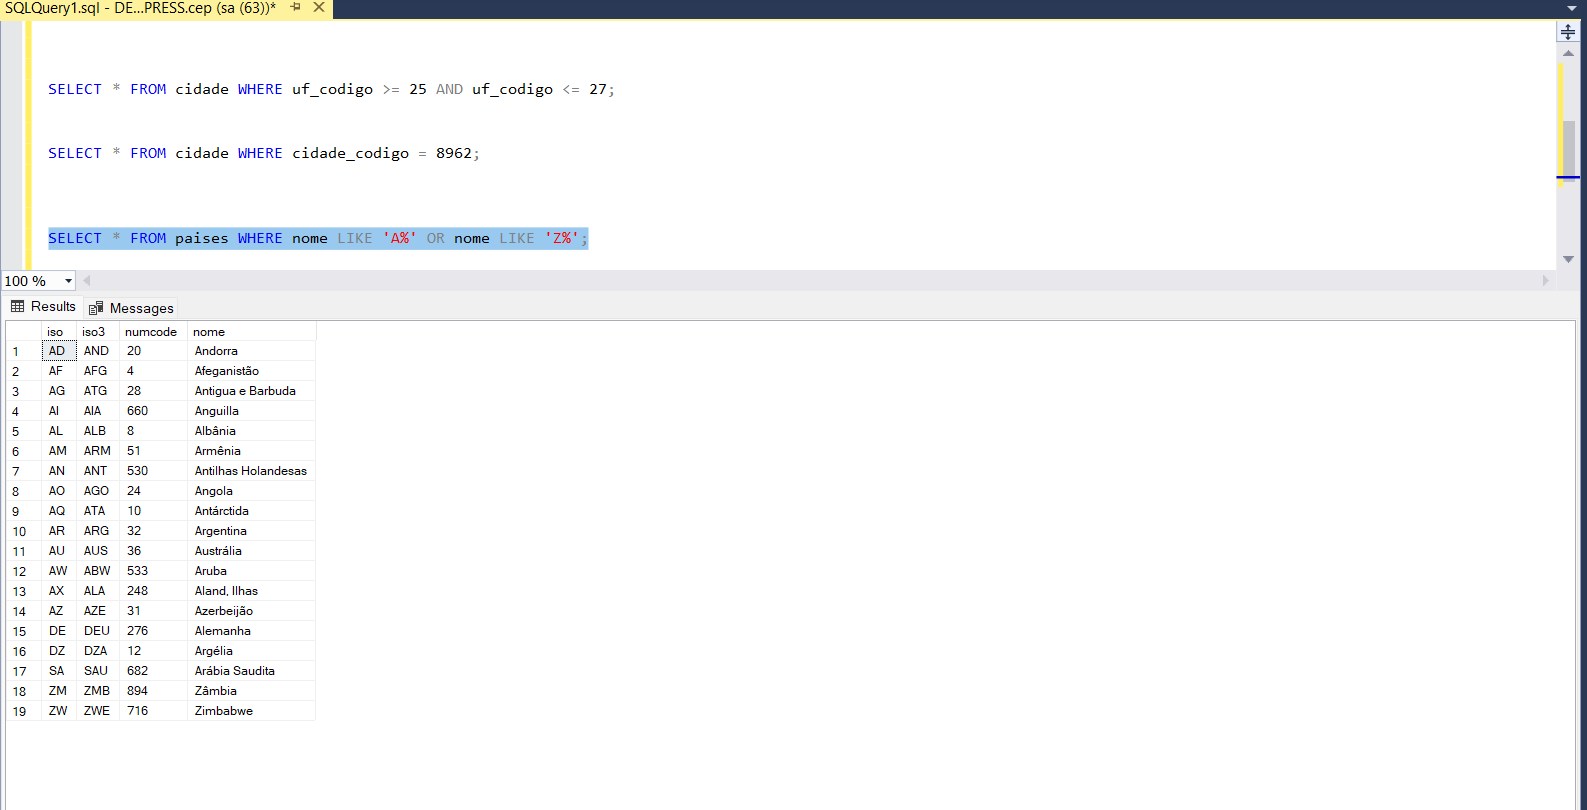 SQLQuery1.sql - DE...PRESS.cep (sa (63))*
SELECT * FROM cidade WHERE uf_codigo >= 25 AND uf_codigo <= 27;
SELECT * FROM cidade WHERE cidade_codigo = 8962;
SELECT * FROM paises WHERE nome LIKE 'A%' OR nome LIKE 'Z%';
100 %
Results Messages
iso iso3 numcode nome
1 AD AND 20 Andorra
2 AF AFG 4 Afeganistão
3 AG ATG 28 Antigua e Barbuda
4 AI AIA 660 Anguilla
5 AL ALB 8 Albânia
6 AM ARM 51 Armênia
7 AN ANT 530 Antilhas Holandesas
8 AO AGO 24 Angola
9 AQ ATA 10 Antárctida
10 AR ARG 32 Argentina
11 AU AUS 36 Austrália
12 AW ABW 533 Aruba
13 AX ALA 248 Aland, Ilhas
14 AZ AZE 31 Azerbeijão
15 DE DEU 276 Alemanha
16 DZ DZA 12 Argélia
17 SA SAU 682 Arábia Saudita
18 ZM ZMB 894 Zâmbia
19 ZW ZWE 716 Zimbabwe